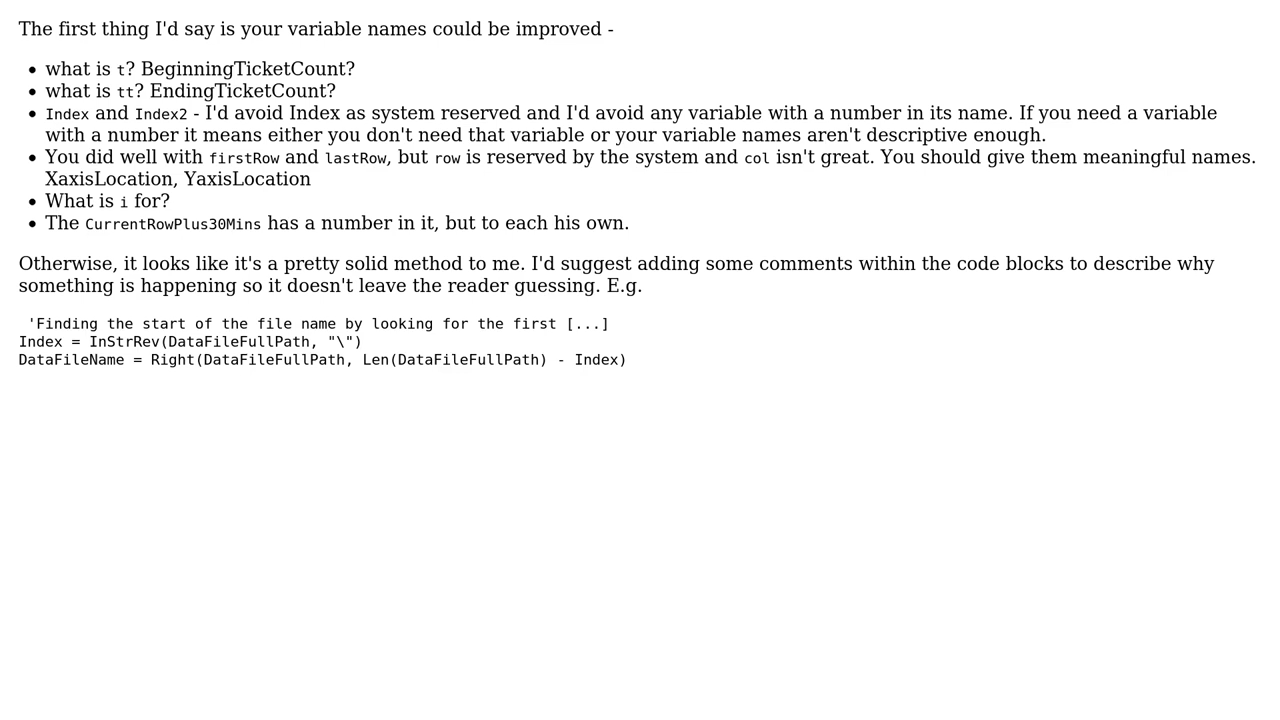 The first thing I'd say is your variable names could be improved -
• what is t? BeginningTicketCount?
• what is tt? EndingTicketCount?
• Index and Index2 - I'd avoid Index as system reserved and I'd avoid any variable with a number in its name. If you need a variable
with a number it means either you don't need that variable or your variable names aren't descriptive enough.
• You did well with firstRow and lastRow, but row is reserved by the system and col isn't great. You should give them meaningful names.
XaxisLocation, YaxisLocation
• What is i for?
• The CurrentRowPlus30Mins has a number in it, but to each his own.
Otherwise, it looks like it's a pretty solid method to me. I'd suggest adding some comments within the code blocks to describe why
something is happening so it doesn't leave the reader guessing. E.g.
'Finding the start of the file name by looking for the first [...]
Index = InStrRev(DataFileFullPath, "\")
DataFileName = Right(DataFileFullPath, Len(DataFileFullPath) - Index)